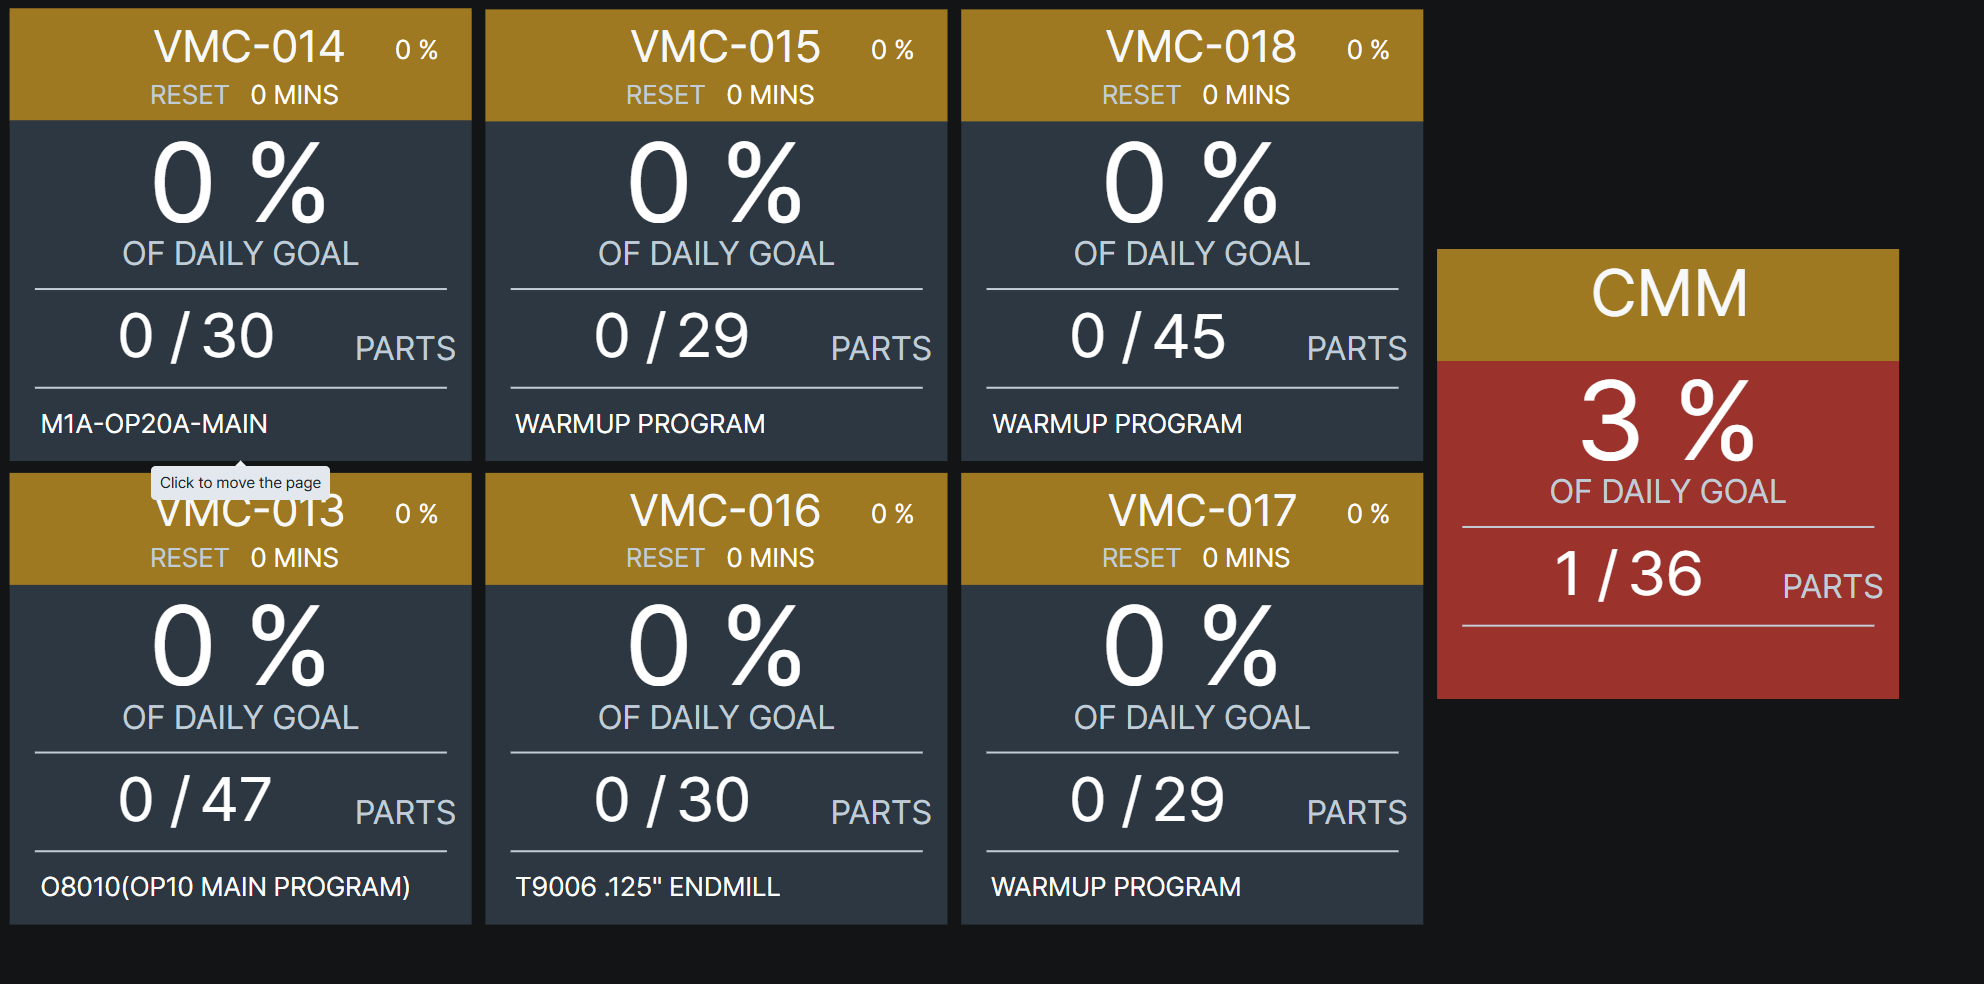 VMC-014 0 %
RESET 0 MINS
0 %
OF DAILY GOAL
0 / 30 PARTS
M1A-OP20A-MAIN
VMC-015 0 %
RESET 0 MINS
0 %
OF DAILY GOAL
0 / 29 PARTS
WARMUP PROGRAM
VMC-018 0 %
RESET 0 MINS
0 %
OF DAILY GOAL
0 / 45 PARTS
WARMUP PROGRAM
CMM
3 %
OF DAILY GOAL
1 / 36 PARTS
Click to move the page
VMC-013 0 %
RESET 0 MINS
0 %
OF DAILY GOAL
0 / 47 PARTS
O8010(OP10 MAIN PROGRAM)
VMC-016 0 %
RESET 0 MINS
0 %
OF DAILY GOAL
0 / 30 PARTS
T9006 .125" ENDMILL
VMC-017 0 %
RESET 0 MINS
0 %
OF DAILY GOAL
0 / 29 PARTS
WARMUP PROGRAM